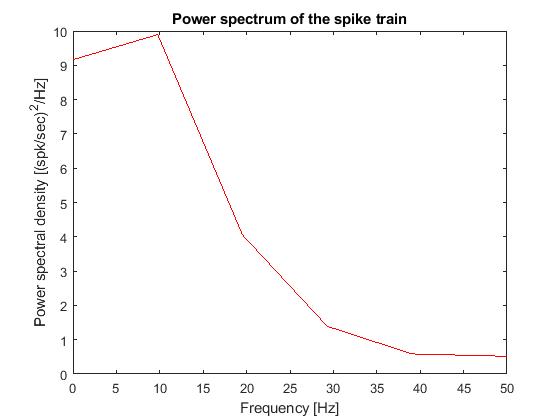 Power spectrum of the spike train
Power spectral density [(spk/sec)^2/Hz]
10
9
8
7
6
5
4
3
2
1
0
0 5 10 15 20 25 30 35 40 45 50
Frequency [Hz]